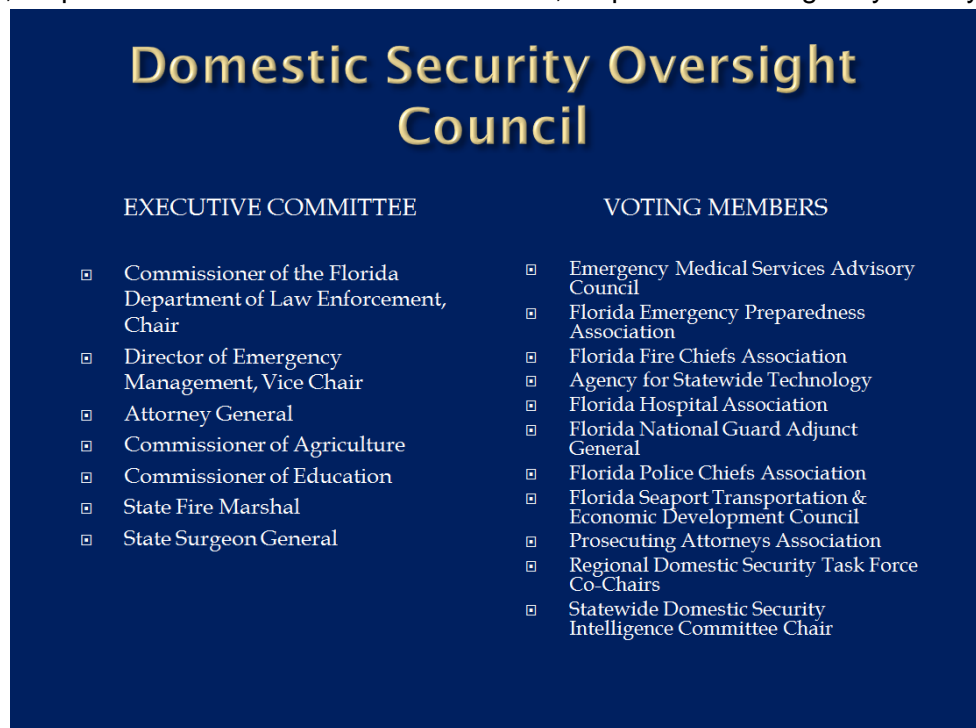 Domestic Security Oversight
Council
EXECUTIVE COMMITTEE
Commissioner of the Florida
Department of Law Enforcement,
Chair
Director of Emergency
Management, Vice Chair
Attorney General
Commissioner of Agriculture
Commissioner of Education
State Fire Marshal
State Surgeon General
VOTING MEMBERS
Emergency Medical Services Advisory
Council
Florida Emergency Preparedness
Association
Florida Fire Chiefs Association
Agency for Statewide Technology
Florida Hospital Association
Florida National Guard Adjunct
General
Florida Police Chiefs Association
Florida Seaport Transportation &
Economic Development Council
Prosecuting Attorneys Association
Regional Domestic Security Task Force
Co-Chairs
Statewide Domestic Security
Intelligence Committee Chair